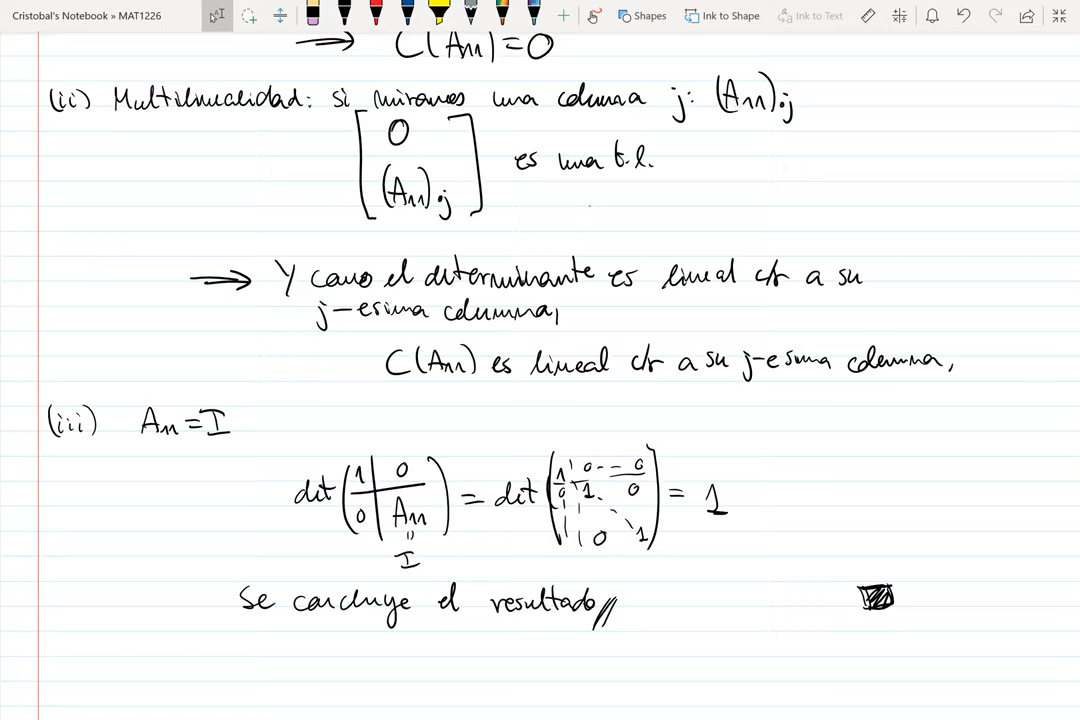 Cristobal's Notebook » MAT1226
Shapes
Ink to Shape
Ink to Text
⟶ C(A₁₁)=0
(ii) Multilinealidad: si miramos una columna j: (A₁₁)•j
[ 0 (A₁₁)•j ] es una t.l.
⟶ Y como el determinante es lineal c/r a su
j-esima columna,
C(A₁₁) es lineal c/r a su j-esima columna,
(iii) A₁₁ = I
det ( 1 | 0
0 | A₁₁ ) = det ( 1 0 -- 0
0 1 0
0 1 ) = 1
=
I
Se concluye el resultado //